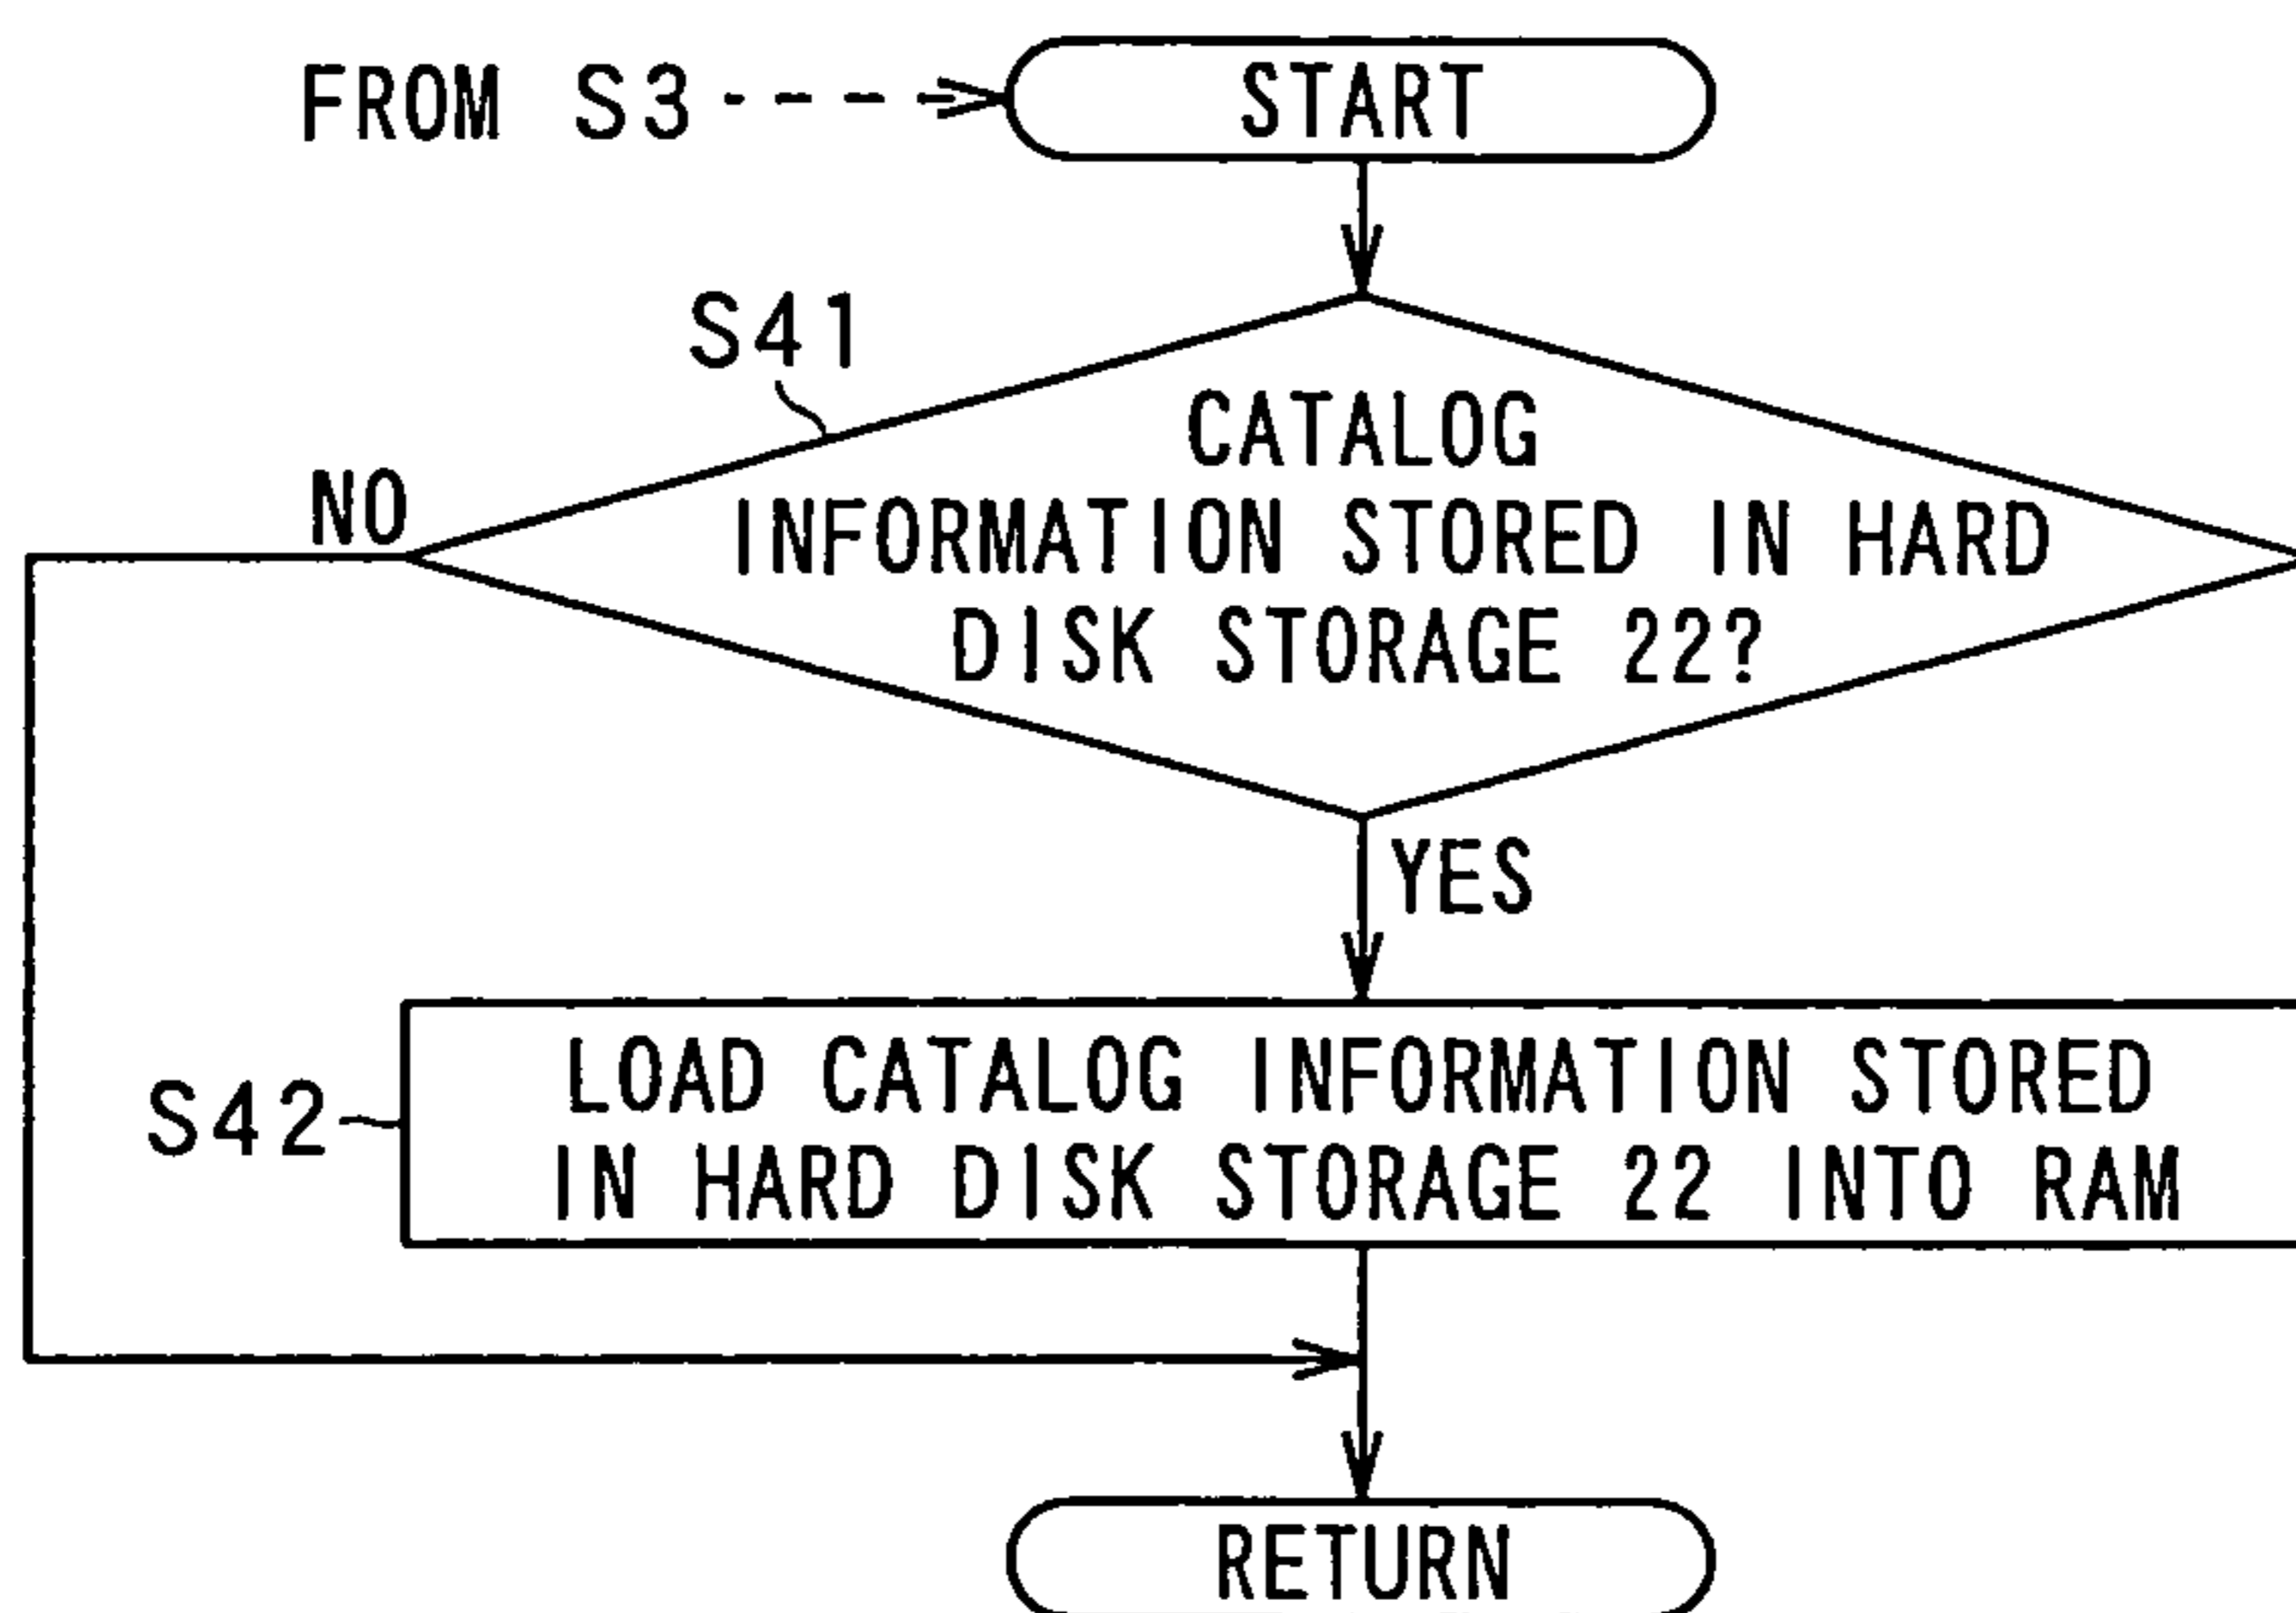 FROM S3
START
S41
CATALOG
INFORMATION STORED IN HARD
DISK STORAGE 22?
NO
YES
S42
LOAD CATALOG INFORMATION STORED
IN HARD DISK STORAGE 22 INTO RAM
RETURN